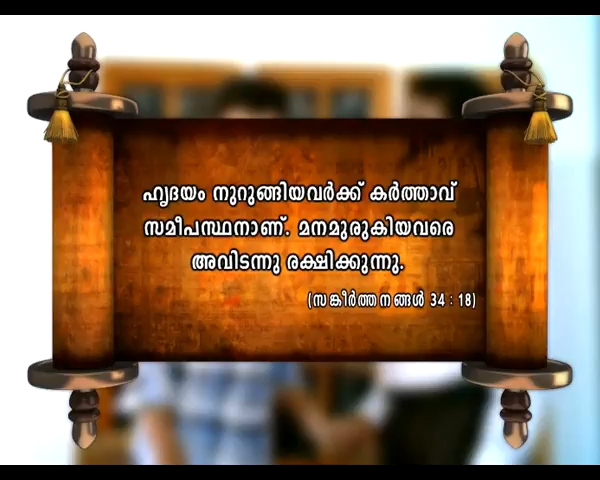 ഹൃദയം നുറുങ്ങിയവർക്ക് കർത്താവ്
സമീപസ്ഥനാണ്. മനമുരുകിയവരെ
അവിടന്നു രക്ഷിക്കുന്നു.
(സങ്കീർത്തനങ്ങൾ 34 : 18)